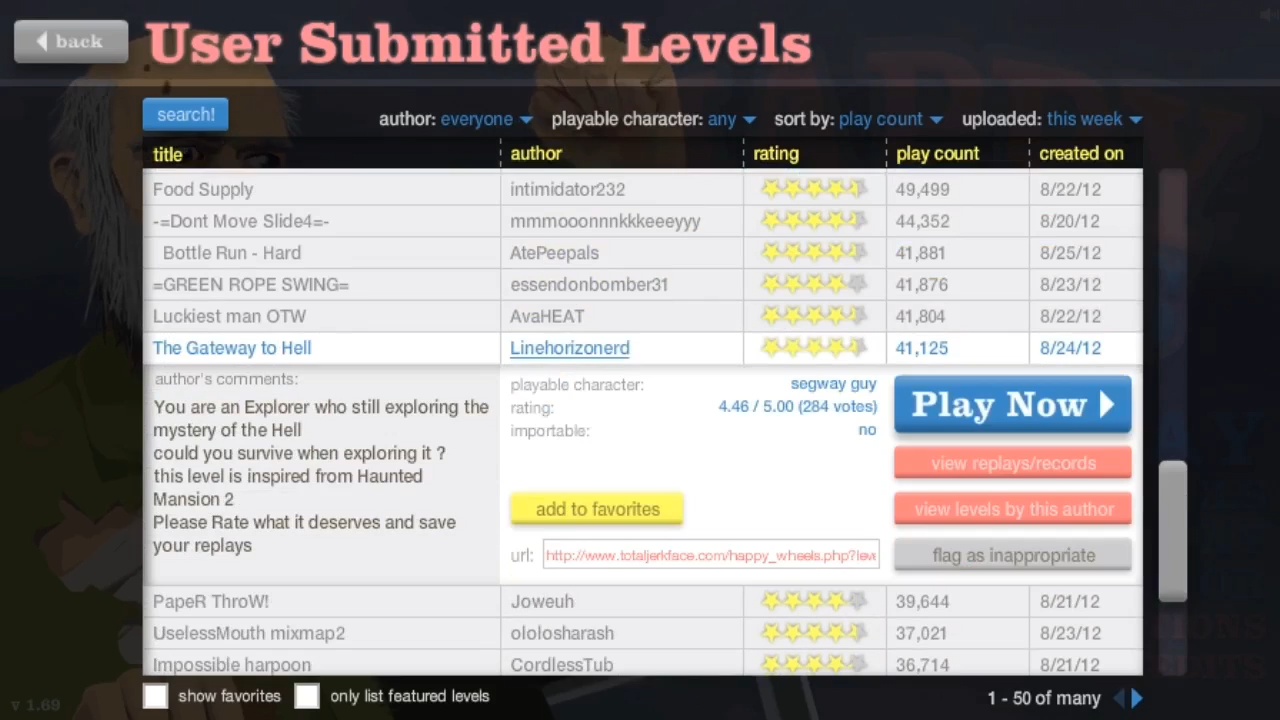 back
User Submitted Levels
search!
author: everyone playable character: any sort by: play count uploaded: this week
title author rating play count created on
Food Supply intimidator232 49,499 8/22/12
-=Dont Move Slide4=- mmmooonnnkkkeeeyyy 44,352 8/20/12
Bottle Run - Hard AtePeepals 41,881 8/25/12
=GREEN ROPE SWING= essendonbomber31 41,876 8/23/12
Luckiest man OTW AvaHEAT 41,804 8/22/12
The Gateway to Hell Linehorizonerd 41,125 8/24/12
author's comments:
You are an Explorer who still exploring the
mystery of the Hell
could you survive when exploring it ?
this level is inspired from Haunted
Mansion 2
Please Rate what it deserves and save
your replays
playable character: segway guy
rating: 4.46 / 5.00 (284 votes)
importable: no
add to favorites
url: http://www.totaljerkface.com/happy_wheels.php?lev
Play Now
view replays/records
view levels by this author
flag as inappropriate
PapeR ThroW! Joweuh 39,644 8/21/12
UselessMouth mixmap2 ololosharash 37,021 8/23/12
Impossible harpoon CordlessTub 36,714 8/21/12
show favorites only list featured levels 1 - 50 of many
v 1.69